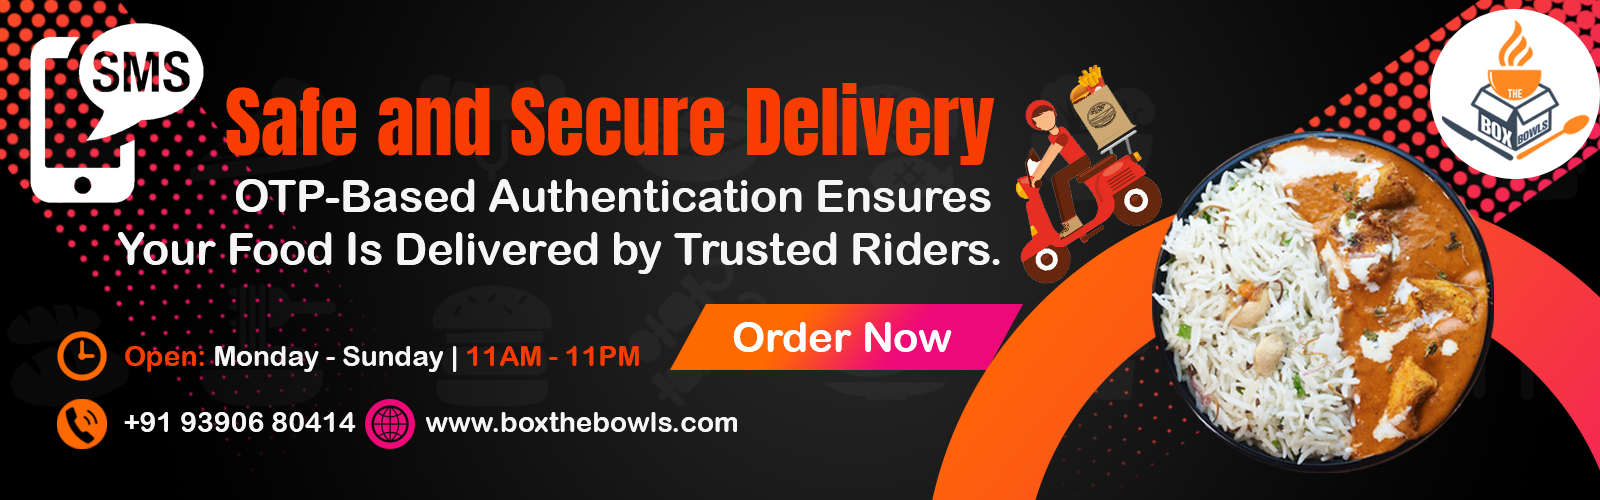 SMS
Safe and Secure Delivery
OTP-Based Authentication Ensures
Your Food Is Delivered by Trusted Riders.
Order Now
Open: Monday - Sunday | 11AM - 11PM
+91 93906 80414
www.boxthebowls.com
THE
BOX
BOWLS